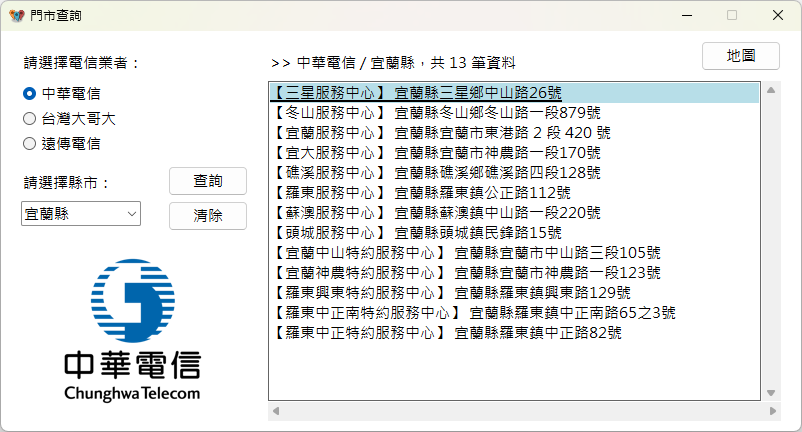 門市查詢
請選擇電信業者：
中華電信
台灣大哥大
遠傳電信
請選擇縣市：
查詢
宜蘭縣
清除
中華電信
Chunghwa Telecom
>> 中華電信 / 宜蘭縣，共 13 筆資料
地圖
【三星服務中心】 宜蘭縣三星鄉中山路26號
【冬山服務中心】 宜蘭縣冬山鄉冬山路一段879號
【宜蘭服務中心】 宜蘭縣宜蘭市東港路 2 段 420 號
【宜大服務中心】 宜蘭縣宜蘭市神農路一段170號
【礁溪服務中心】 宜蘭縣礁溪鄉礁溪路四段128號
【羅東服務中心】 宜蘭縣羅東鎮公正路112號
【蘇澳服務中心】 宜蘭縣蘇澳鎮中山路一段220號
【頭城服務中心】 宜蘭縣頭城鎮民鋒路15號
【宜蘭中山特約服務中心】 宜蘭縣宜蘭市中山路三段105號
【宜蘭神農特約服務中心】 宜蘭縣宜蘭市神農路一段123號
【羅東興東特約服務中心】 宜蘭縣羅東鎮興東路129號
【羅東中正南特約服務中心】 宜蘭縣羅東鎮中正南路65之3號
【羅東中正特約服務中心】 宜蘭縣羅東鎮中正路82號